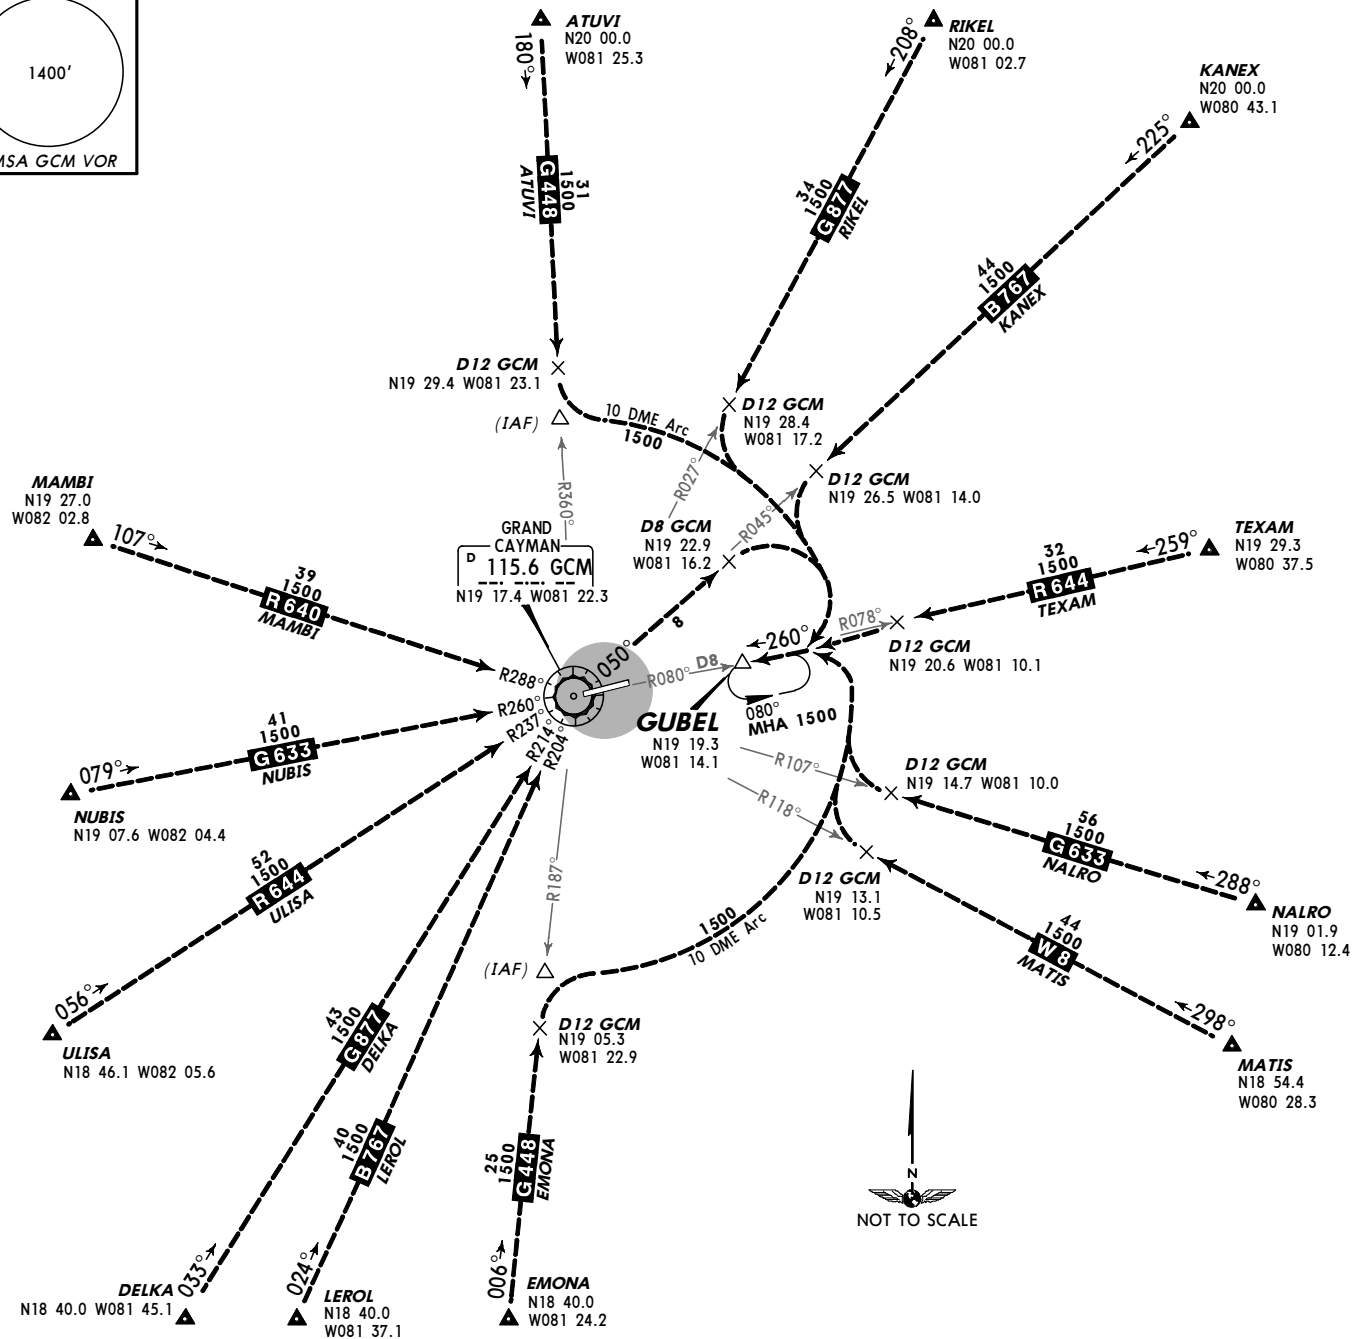 1400'
MSA GCM VOR
ATUVI
N20 00.0
W081 25.3
180°
31
1500
G 448
ATUVI
RIKEL
N20 00.0
W081 02.7
208°
34
1500
G 877
RIKEL
KANEX
N20 00.0
W080 43.1
225°
44
1500
B 767
KANEX
D12 GCM
N19 29.4 W081 23.1
(IAF)
10 DME Arc
1500
R360°
D12 GCM
N19 28.4
W081 17.2
R027°
D12 GCM
N19 26.5 W081 14.0
R045°
MAMBI
N19 27.0
W082 02.8
107°
39
1500
R 640
MAMBI
GRAND
CAYMAN
D 115.6 GCM
N19 17.4 W081 22.3
D8 GCM
N19 22.9
W081 16.2
050°
8
TEXAM
N19 29.3
W080 37.5
259°
32
1500
R 644
TEXAM
R078°
D12 GCM
N19 20.6 W081 10.1
260°
R080° D8
080°
MHA 1500
GUBEL
N19 19.3
W081 14.1
R288°
R260°
R237°
R214°
R204°
41
1500
G 633
NUBIS
079°
NUBIS
N19 07.6 W082 04.4
R107°
D12 GCM
N19 14.7 W081 10.0
56
1500
G 633
NALRO
288°
NALRO
N19 01.9
W080 12.4
R118°
D12 GCM
N19 13.1
W081 10.5
44
1500
W 8
MATIS
298°
MATIS
N18 54.4
W080 28.3
52
1500
R 644
ULISA
056°
ULISA
N18 46.1 W082 05.6
R187°
(IAF)
1500
10 DME Arc
D12 GCM
N19 05.3
W081 22.9
43
1500
G 877
DELKA
033°
DELKA
N18 40.0 W081 45.1
40
1500
B 767
LEROL
024°
LEROL
N18 40.0
W081 37.1
25
1500
G 448
EMONA
006°
EMONA
N18 40.0
W081 24.2
N
NOT TO SCALE